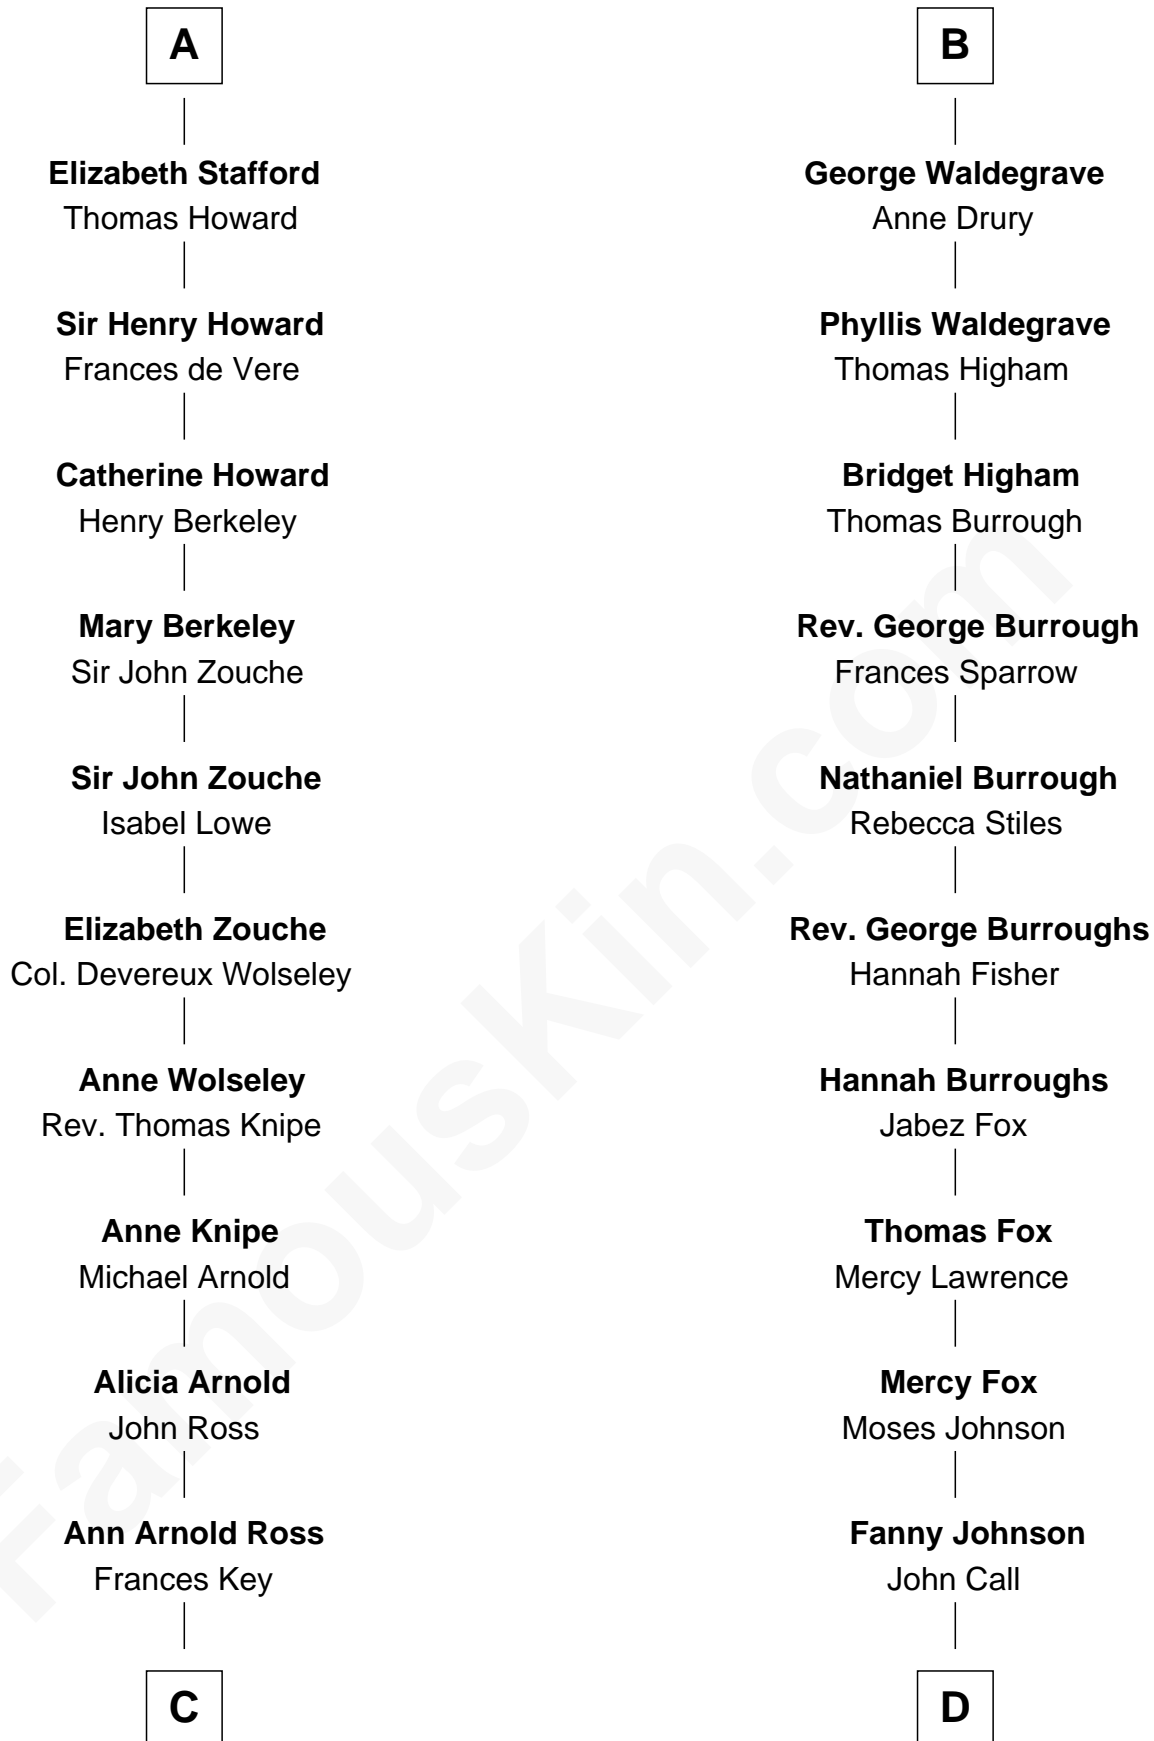 A
Elizabeth Stafford
Thomas Howard
Sir Henry Howard
Frances de Vere
Catherine Howard
Henry Berkeley
Mary Berkeley
Sir John Zouche
Sir John Zouche
Isabel Lowe
Elizabeth Zouche
Col. Devereux Wolseley
Anne Wolseley
Rev. Thomas Knipe
Anne Knipe
Michael Arnold
Alicia Arnold
John Ross
Ann Arnold Ross
Frances Key
C
B
George Waldegrave
Anne Drury
Phyllis Waldegrave
Thomas Higham
Bridget Higham
Thomas Burrough
Rev. George Burrough
Frances Sparrow
Nathaniel Burrough
Rebecca Stiles
Rev. George Burroughs
Hannah Fisher
Hannah Burroughs
Jabez Fox
Thomas Fox
Mercy Lawrence
Mercy Fox
Moses Johnson
Fanny Johnson
John Call
D
FamousKin.com